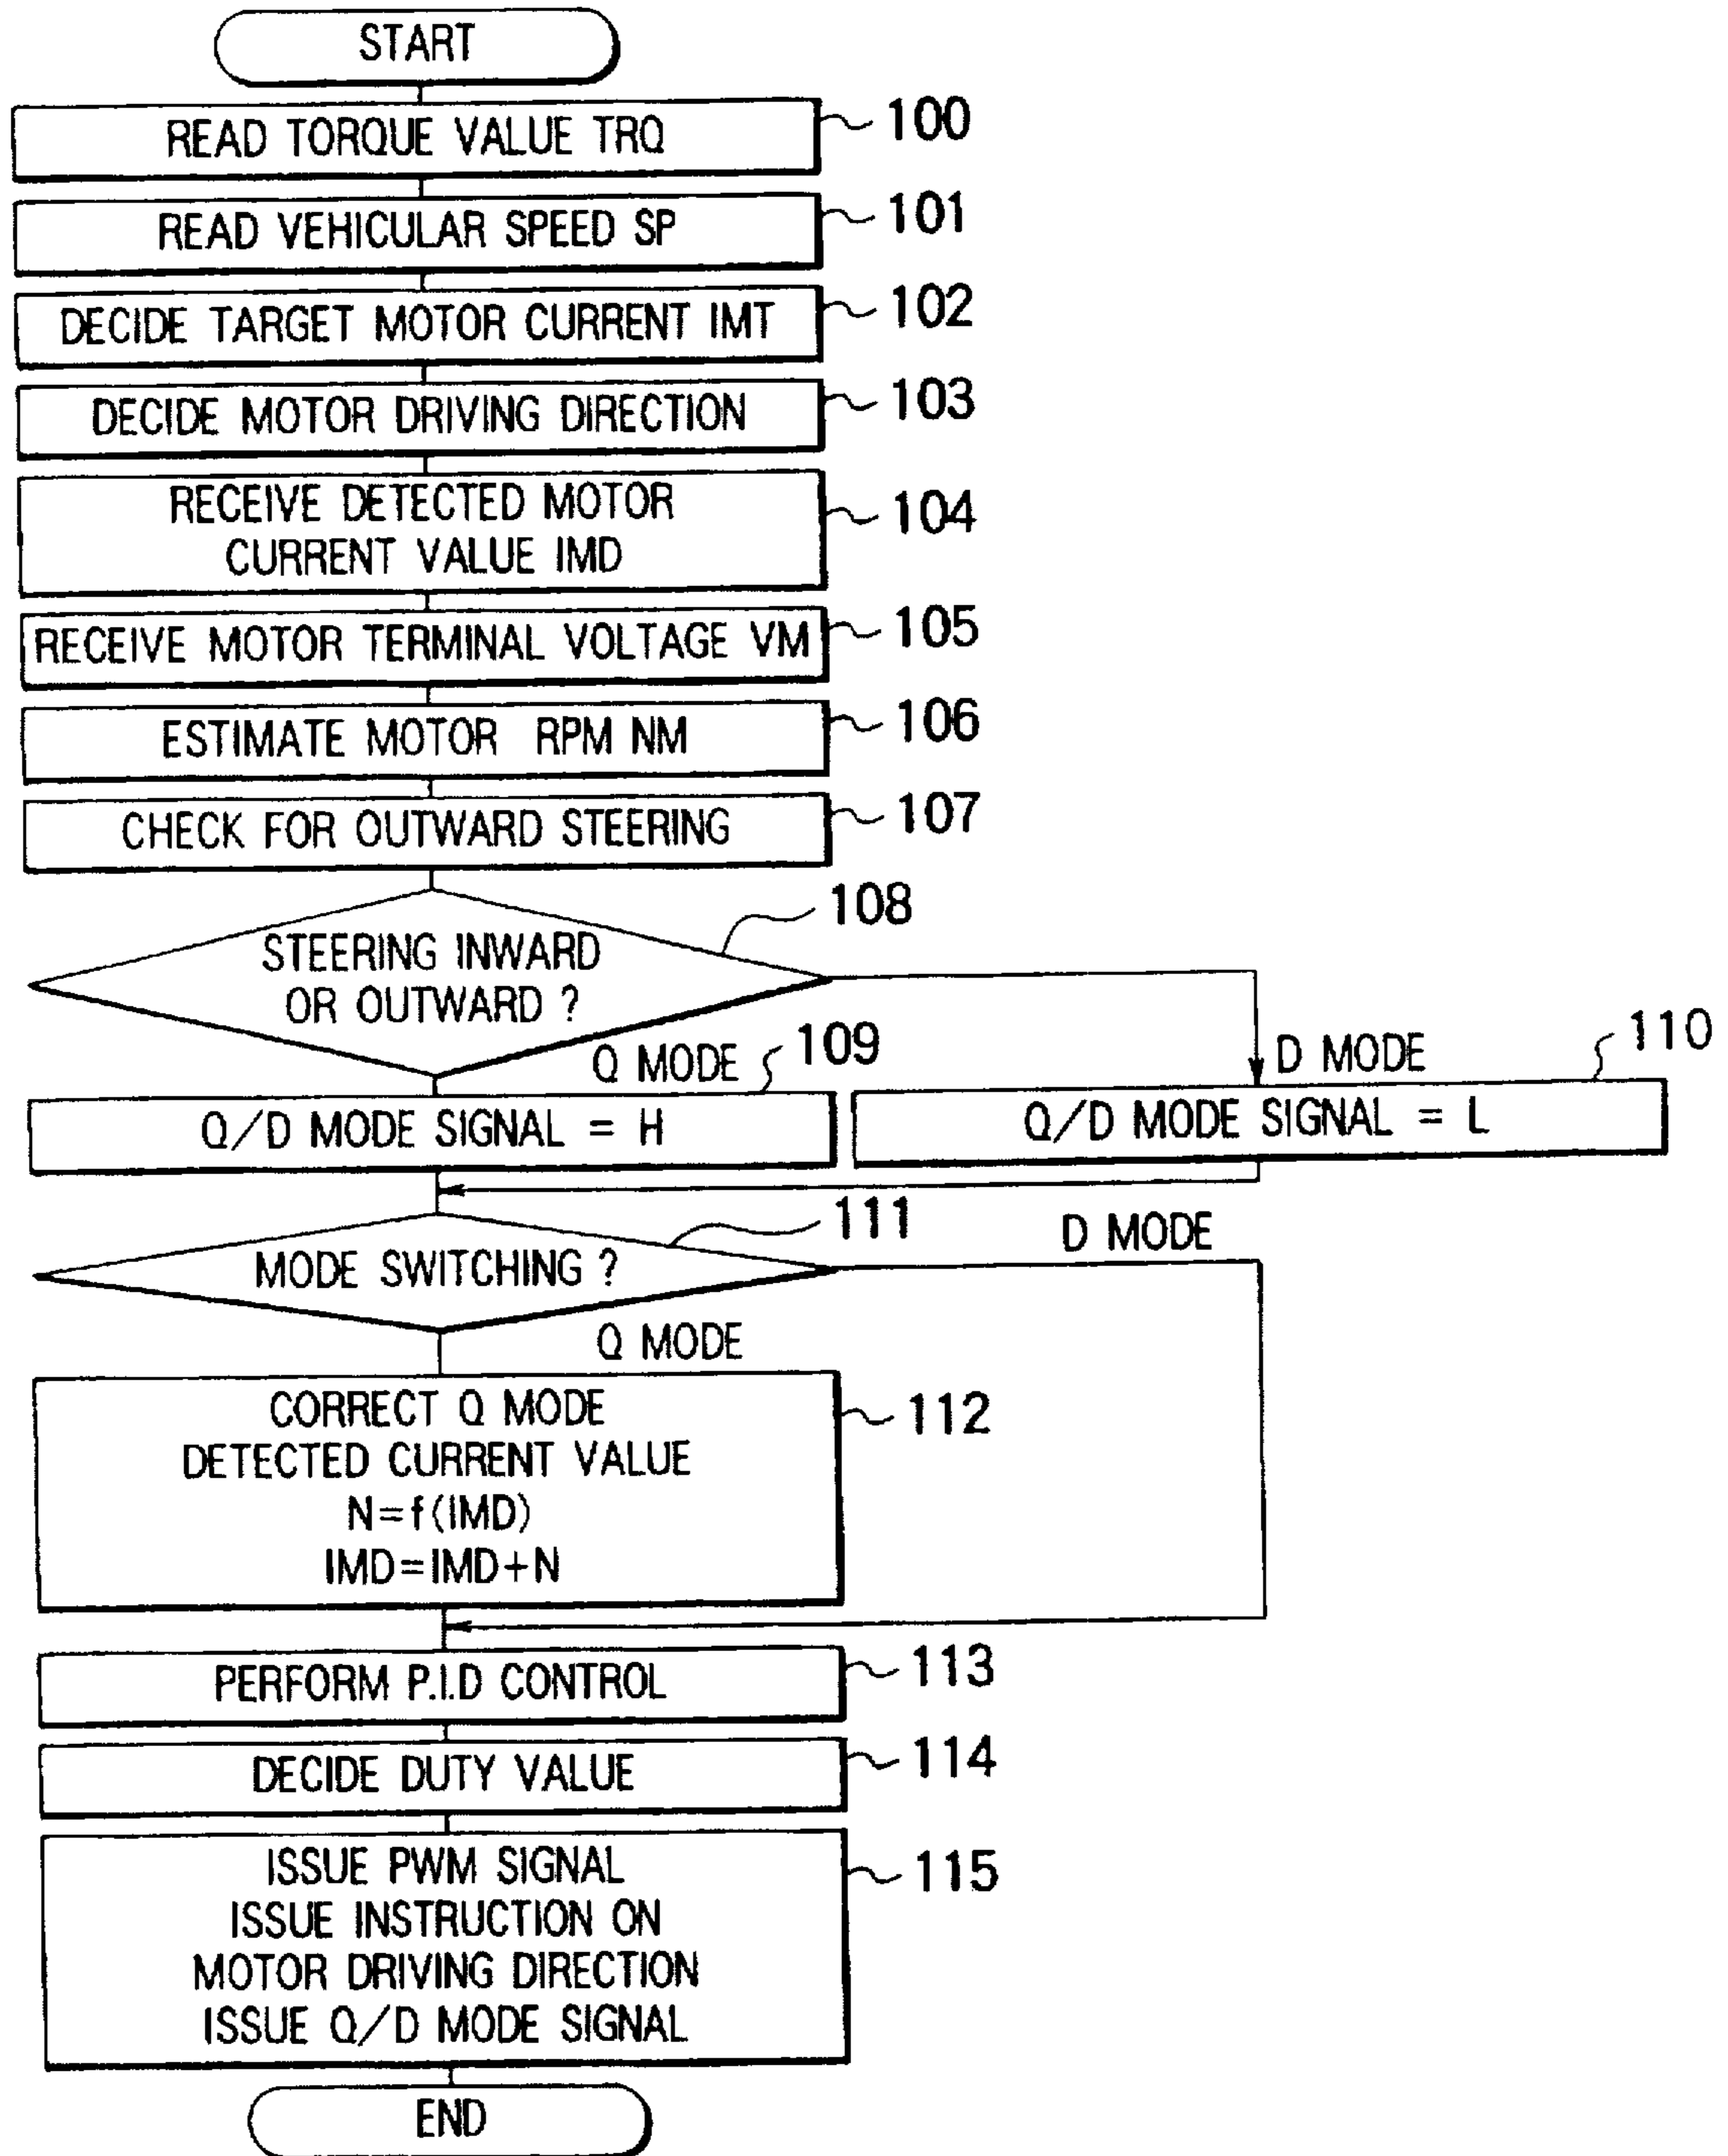 START
READ TORQUE VALUE TRQ
100
READ VEHICULAR SPEED SP
101
DECIDE TARGET MOTOR CURRENT IMT
102
DECIDE MOTOR DRIVING DIRECTION
103
RECEIVE DETECTED MOTOR
CURRENT VALUE IMD
104
RECEIVE MOTOR TERMINAL VOLTAGE VM
105
ESTIMATE MOTOR RPM NM
106
CHECK FOR OUTWARD STEERING
107
108
STEERING INWARD
OR OUTWARD ?
Q MODE
109
D MODE
110
Q/D MODE SIGNAL = H
Q/D MODE SIGNAL = L
111
D MODE
MODE SWITCHING ?
Q MODE
CORRECT Q MODE
DETECTED CURRENT VALUE
N=f(IMD)
IMD=IMD+N
112
PERFORM P.I.D CONTROL
113
DECIDE DUTY VALUE
114
ISSUE PWM SIGNAL
ISSUE INSTRUCTION ON
MOTOR DRIVING DIRECTION
ISSUE Q/D MODE SIGNAL
115
END